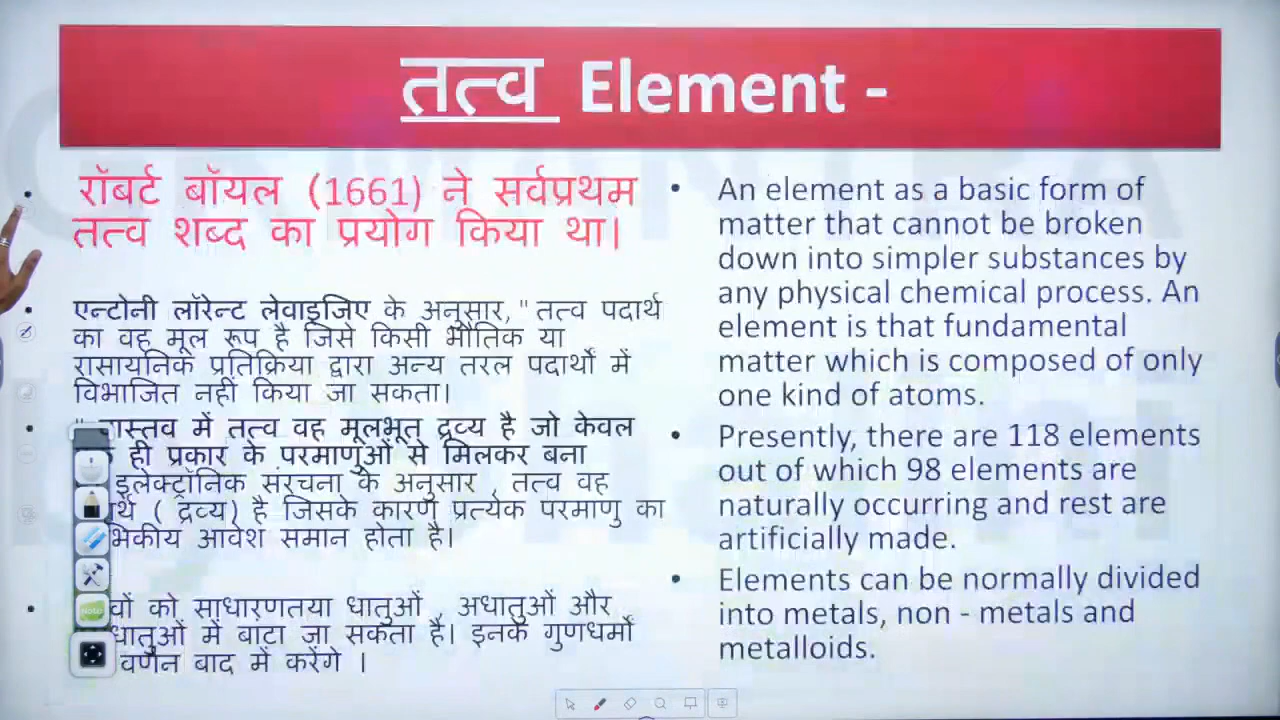 तत्व Element -
रॉबर्ट बॉयल (1661) ने सर्वप्रथम
तत्व शब्द का प्रयोग किया था।
एन्टोनी लॉरेन्ट लेवाइजिए के अनुसार, " तत्व पदार्थ
का वह मूल रूप है जिसे किसी भौतिक या
रासायनिक प्रतिक्रिया द्वारा अन्य तरल पदार्थों में
विभाजित नहीं किया जा सकता।
में तत्व वह मूलभूत द्रव्य है जो केवल
ही प्रकार के परमाणुओं से मिलकर बना
इलेक्ट्रॉनिक संरचना के अनुसार , तत्व वह
( द्रव्य) है जिसके कारण प्रत्येक परमाणु का
आवेश समान होता है।
को साधारणतया धातुओं , अधातुओं और
में बांटा जा सकता है। इनके गुणधर्मों
वर्णन बाद में करेंगे ।
An element as a basic form of
matter that cannot be broken
down into simpler substances by
any physical chemical process. An
element is that fundamental
matter which is composed of only
one kind of atoms.
Presently, there are 118 elements
out of which 98 elements are
naturally occurring and rest are
artificially made.
Elements can be normally divided
into metals, non - metals and
metalloids.